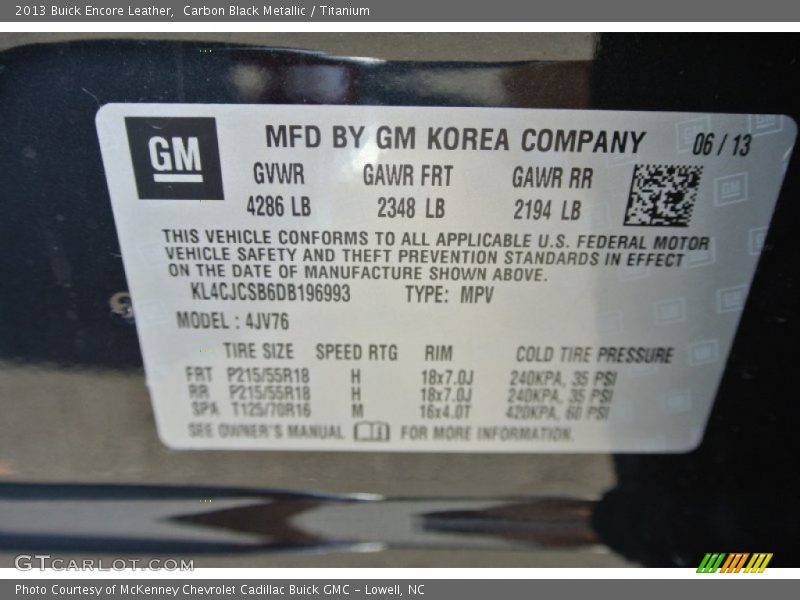 2013 Buick Encore Leather,  Carbon Black Metallic / Titanium
GM MFD BY GM KOREA COMPANY 06 / 13
GVWR GAWR FRT GAWR RR
4286 LB 2348 LB 2194 LB
THIS VEHICLE CONFORMS TO ALL APPLICABLE U.S. FEDERAL MOTOR
VEHICLE SAFETY AND THEFT PREVENTION STANDARDS IN EFFECT
ON THE DATE OF MANUFACTURE SHOWN ABOVE.
KL4CJCSB6DB196993 TYPE: MPV
MODEL : 4JV76
TIRE SIZE SPEED RTG RIM COLD TIRE PRESSURE
FRT P215/55R18 H 18x7.0J 240KPA, 35 PSI
RR P215/55R18 H 18x7.0J 240KPA, 35 PSI
SPA T125/70R16 M 16x4.0T 420KPA, 60 PSI
SEE OWNER'S MANUAL FOR MORE INFORMATION.
GTCARLOT.COM
Photo Courtesy of McKenney Chevrolet Cadillac Buick GMC - Lowell, NC